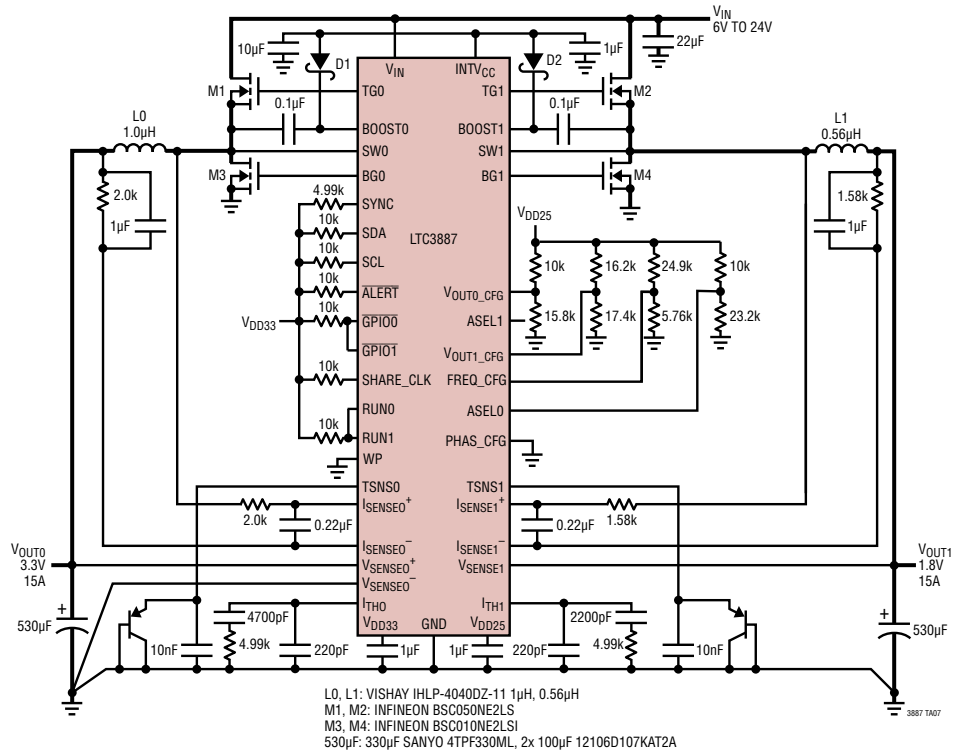 VIN
6V TO 24V
10µF
D1
VIN
INTVCC
1µF
D2
22µF
M1
TG0
TG1
M2
0.1µF
0.1µF
L0
1.0µH
BOOST0
BOOST1
L1
0.56µH
SW0
SW1
M3
BG0
BG1
M4
2.0k
1µF
1.58k
1µF
4.99k
SYNC
10k
SDA
LTC3887
VDD25
10k
SCL
10k
16.2k
24.9k
10k
10k
ALERT
VOUT0_CFG
10k
VDD33
GPIO0
ASEL1
15.8k
17.4k
5.76k
23.2k
GPIO1
VOUT1_CFG
10k
SHARE_CLK
FREQ_CFG
RUN0
ASEL0
10k
RUN1
PHAS_CFG
WP
TSNS0
TSNS1
2.0k
ISENSE0+
ISENSE1+
1.58k
0.22µF
0.22µF
ISENSE0–
ISENSE1–
VOUT0
3.3V
15A
VSENSE0+
VSENSE1
VOUT1
1.8V
15A
VSENSE0–
+
530µF
ITH0
ITH1
+
530µF
4700pF
2200pF
VDD33
GND
VDD25
10nF
4.99k
220pF
1µF
1µF
220pF
4.99k
10nF
L0, L1: VISHAY IHLP-4040DZ-11 1µH, 0.56µH
M1, M2: INFINEON BSC050NE2LS
M3, M4: INFINEON BSC010NE2LSI
530µF: 330µF SANYO 4TPF330ML, 2x 100µF 12106D107KAT2A
3887 TA07